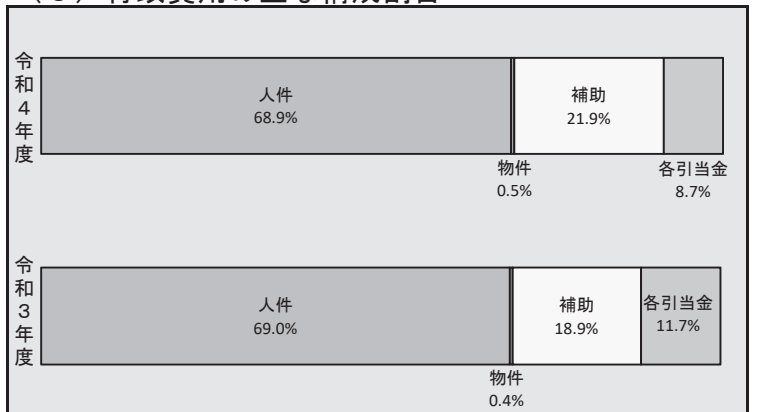 令和4年度
人件
68.9%
補助
21.9%
物件
0.5%
各引当金
8.7%
令和3年度
人件
69.0%
補助
18.9%
各引当金
11.7%
物件
0.4%